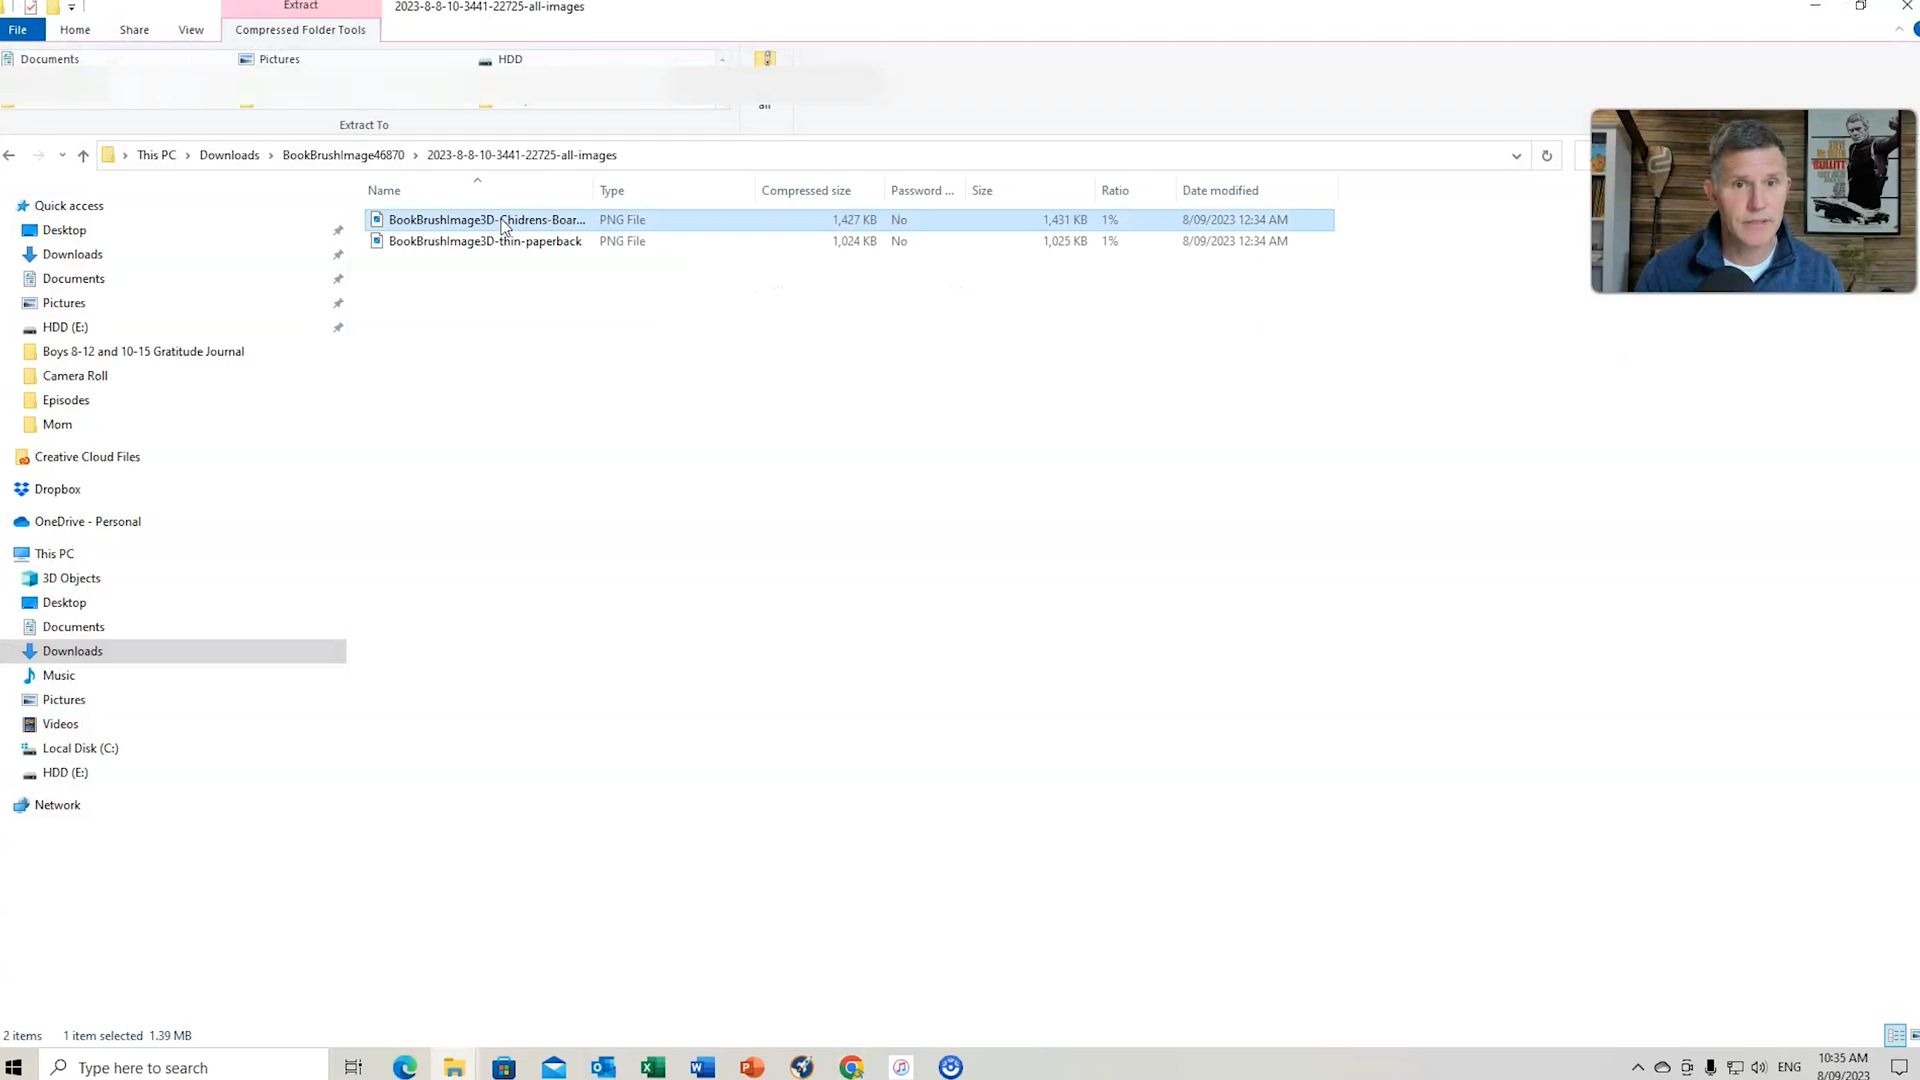 Extract
2023-8-8-10-3441-22725-all-images
File
Home
Share
View
Compressed Folder Tools
Documents
Pictures
HDD
all
Extract To
This PC
Downloads
BookBrushImage46870
2023-8-8-10-3441-22725-all-images
Name
Type
Compressed size
Password ...
Size
Ratio
Date modified
BookBrushImage3D-Chidrens-Boar...
PNG File
1,427 KB
No
1,431 KB
1%
8/09/2023 12:34 AM
BookBrushImage3D-thin-paperback
PNG File
1,024 KB
No
1,025 KB
1%
8/09/2023 12:34 AM
Quick access
Desktop
Downloads
Documents
Pictures
HDD (E:)
Boys 8-12 and 10-15 Gratitude Journal
Camera Roll
Episodes
Mom
Creative Cloud Files
Dropbox
OneDrive - Personal
This PC
3D Objects
Desktop
Documents
Downloads
Music
Pictures
Videos
Local Disk (C:)
HDD (E:)
Network
BULLITT
2 items
1 item selected 1.39 MB
Type here to search
ENG
10:35 AM
8/09/2023